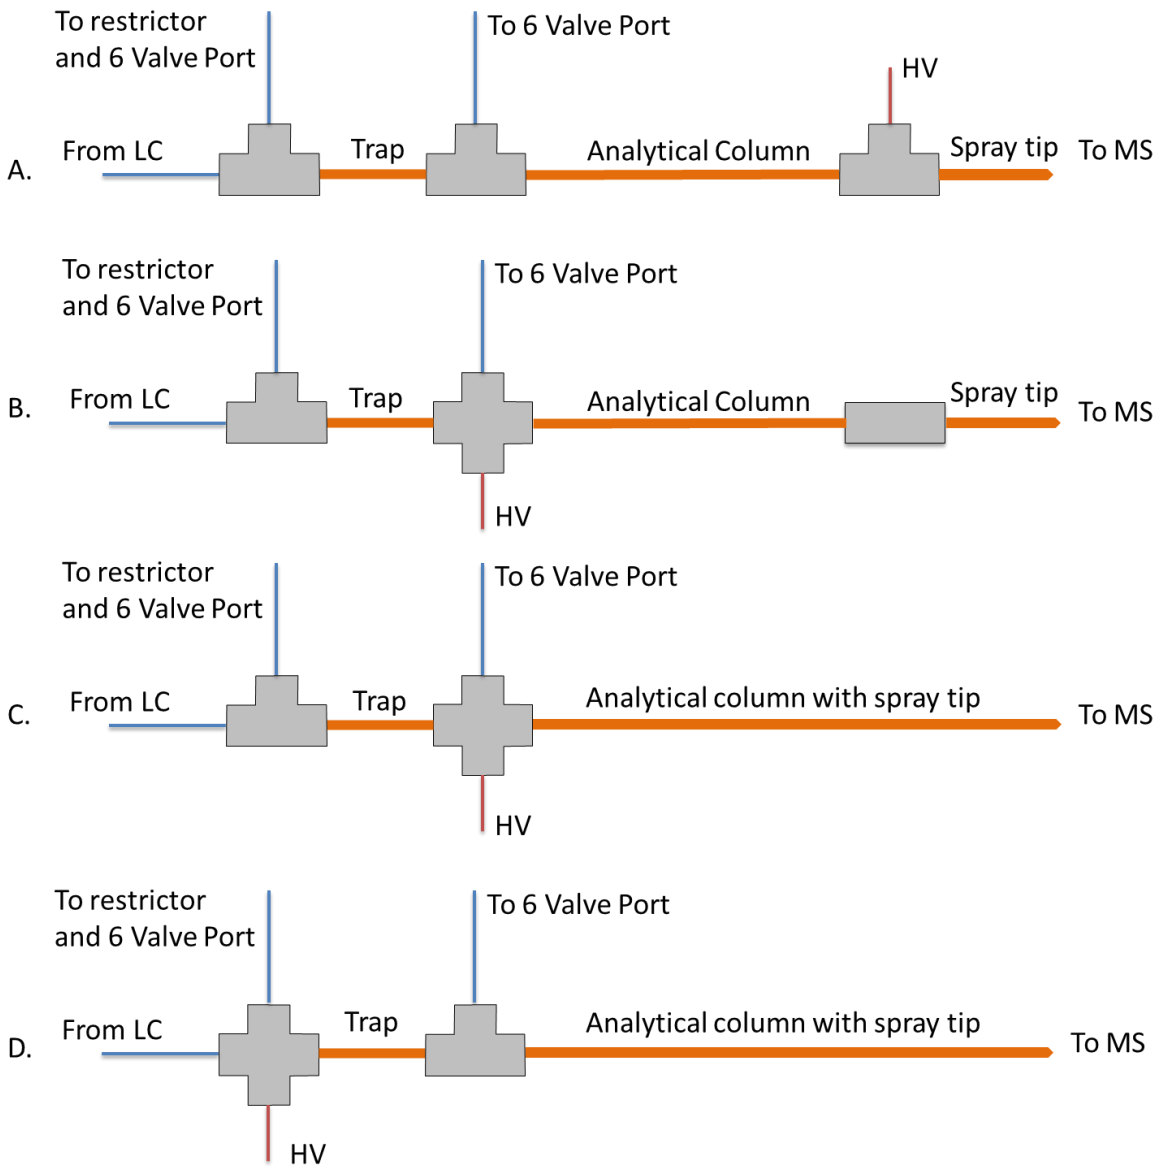 To restrictor
and 6 Valve Port
To 6 Valve Port
HV
From LC
Trap
Analytical Column
Spray tip
To MS
A.
To restrictor
and 6 Valve Port
To 6 Valve Port
From LC
Trap
Analytical Column
Spray tip
To MS
B.
HV
To restrictor
and 6 Valve Port
To 6 Valve Port
From LC
Trap
Analytical column with spray tip
To MS
C.
HV
To restrictor
and 6 Valve Port
To 6 Valve Port
From LC
Trap
Analytical column with spray tip
To MS
D.
HV